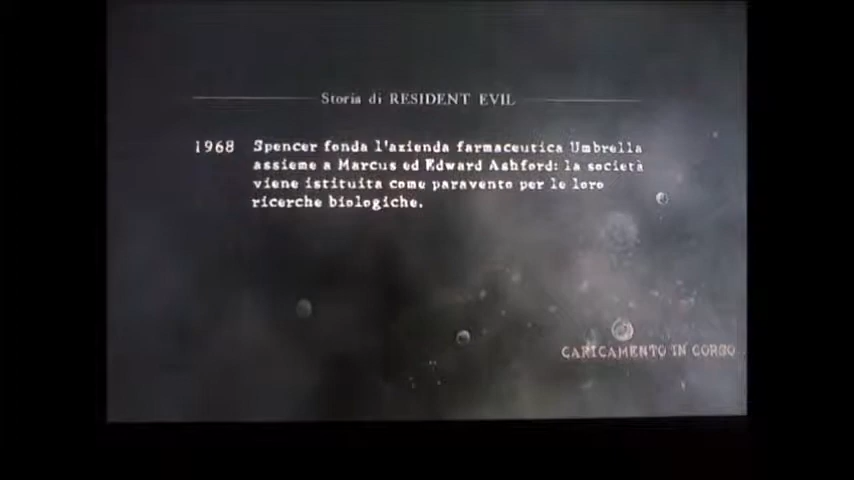 Storia di RESIDENT EVIL
1968 Spencer fonda l'azienda farmaceutica Umbrella
assieme a Marcus ed Edward Ashford: la società
viene istituita come paravento per le loro
ricerche biologiche.
CARICAMENTO IN CORSO